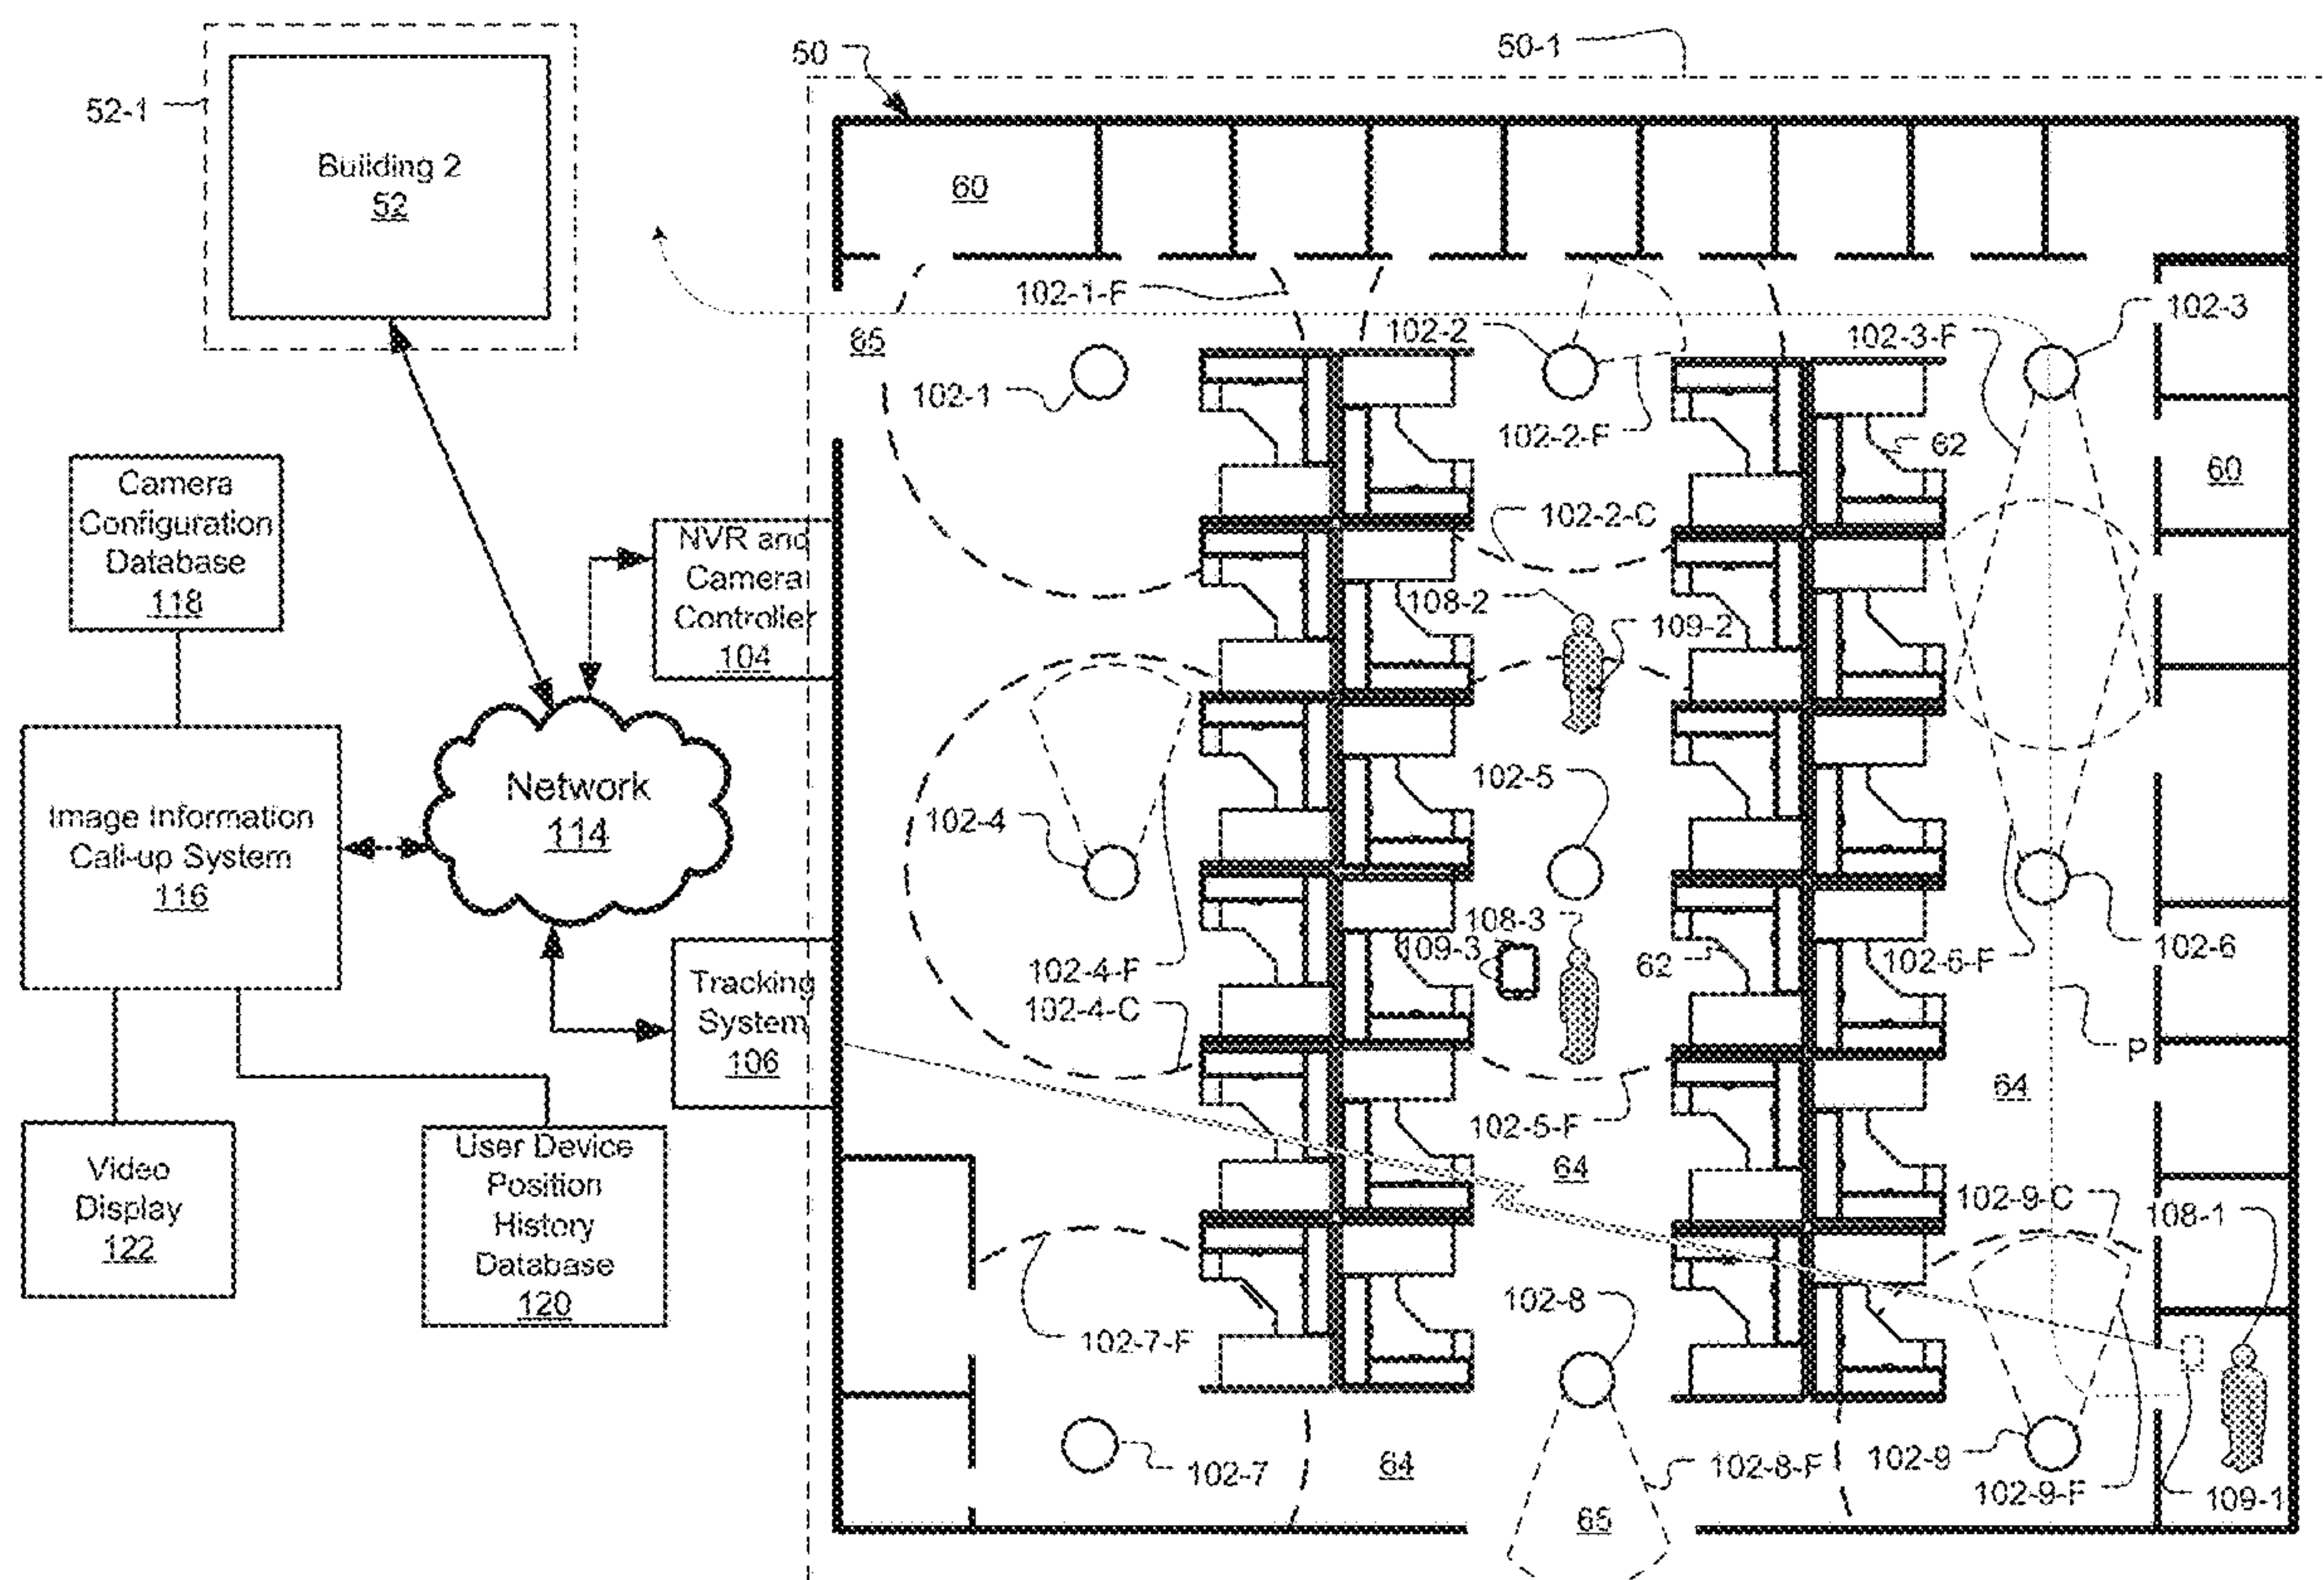 50
50-1
52-1
Building 2
52
60
102-1-F
102-3
102-2
102-3-F
65
102-1
102-2-F
62
60
Camera
Configuration
Database
118
NVR and
Camera
Controller
104
102-2-C
108-2
109-2
Network
114
Image Information
Call-up System
116
102-5
102-4
108-3
109-3
102-4-F
62
102-6-F
102-6
Tracking
System
106
102-4-C
P
64
102-5-F
64
Video
Display
122
User Device
Position
History
Database
120
102-9-C
108-1
102-8
102-7-F
102-7
64
102-8-F
102-9
102-9-F
109-1
65